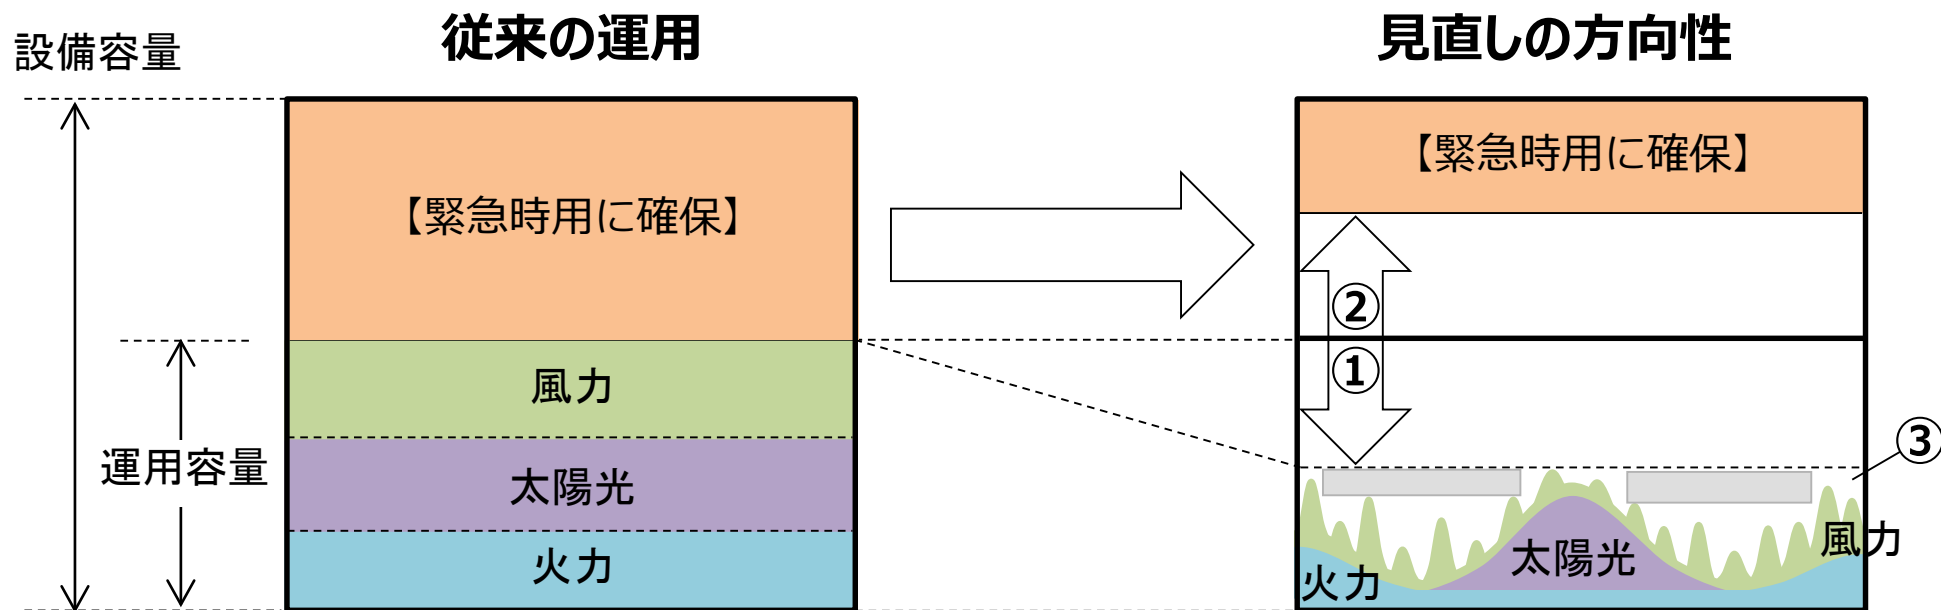 従来の運用
見直しの方向性
設備容量
【緊急時用に確保】
【緊急時用に確保】
②
①
風力
③
運用容量
太陽光
風力
太陽光
火力
火力